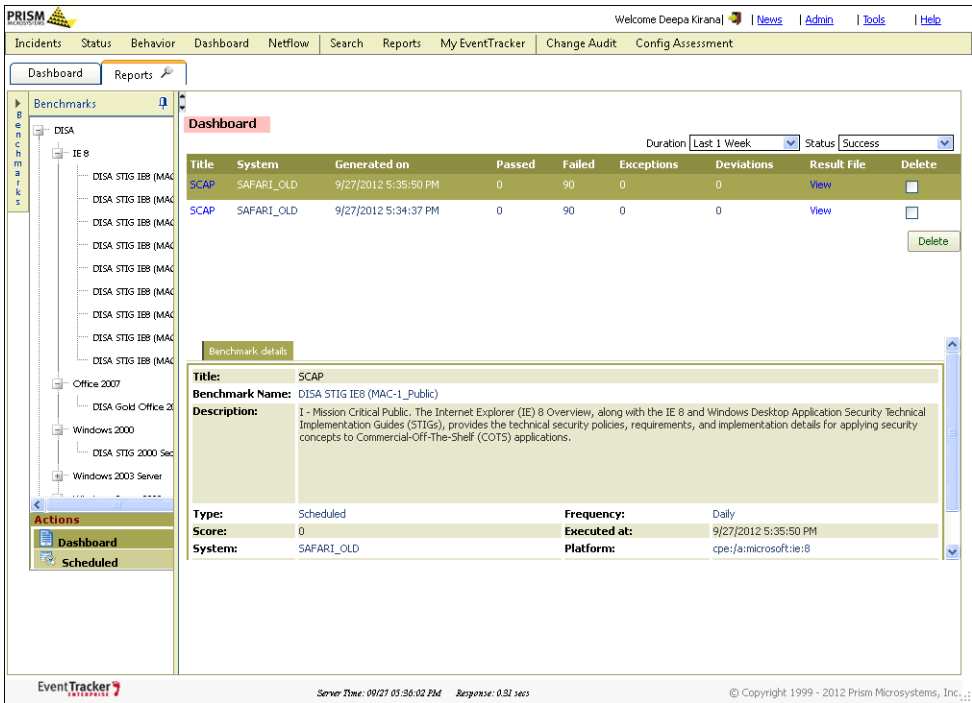 PRISM MICROSYSTEMS
Welcome Deepa Kirana| | News | Admin | Tools | Help
Incidents Status Behavior Dashboard Netflow Search Reports My EventTracker Change Audit Config Assessment
Dashboard Reports
Benchmarks
Benchmarks
DISA
IE 8
DISA STIG IE8 (MAC
DISA STIG IE8 (MAC
DISA STIG IE8 (MAC
DISA STIG IE8 (MAC
DISA STIG IE8 (MAC
DISA STIG IE8 (MAC
DISA STIG IE8 (MAC
DISA STIG IE8 (MAC
DISA STIG IE8 (MAC
Office 2007
DISA Gold Office 20
Windows 2000
DISA STIG 2000 Sec
Windows 2003 Server
Actions
Dashboard
Scheduled
Dashboard
Duration Last 1 Week Status Success
Title System Generated on Passed Failed Exceptions Deviations Result File Delete
SCAP SAFARI_OLD 9/27/2012 5:35:50 PM 0 90 0 0 View
SCAP SAFARI_OLD 9/27/2012 5:34:37 PM 0 90 0 0 View
Delete
Benchmark details
Title: SCAP
Benchmark Name: DISA STIG IE8 (MAC-1_Public)
Description: I - Mission Critical Public. The Internet Explorer (IE) 8 Overview, along with the IE 8 and Windows Desktop Application Security Technical
Implementation Guides (STIGs), provides the technical security policies, requirements, and implementation details for applying security
concepts to Commercial-Off-The-Shelf (COTS) applications.
Type: Scheduled Frequency: Daily
Score: 0 Executed at: 9/27/2012 5:35:50 PM
System: SAFARI_OLD Platform: cpe:/a:microsoft:ie:8
EventTracker ENTERPRISE
Server Time: 09/27 05:36:02 PM Response: 0.31 secs
© Copyright 1999 - 2012 Prism Microsystems, Inc.